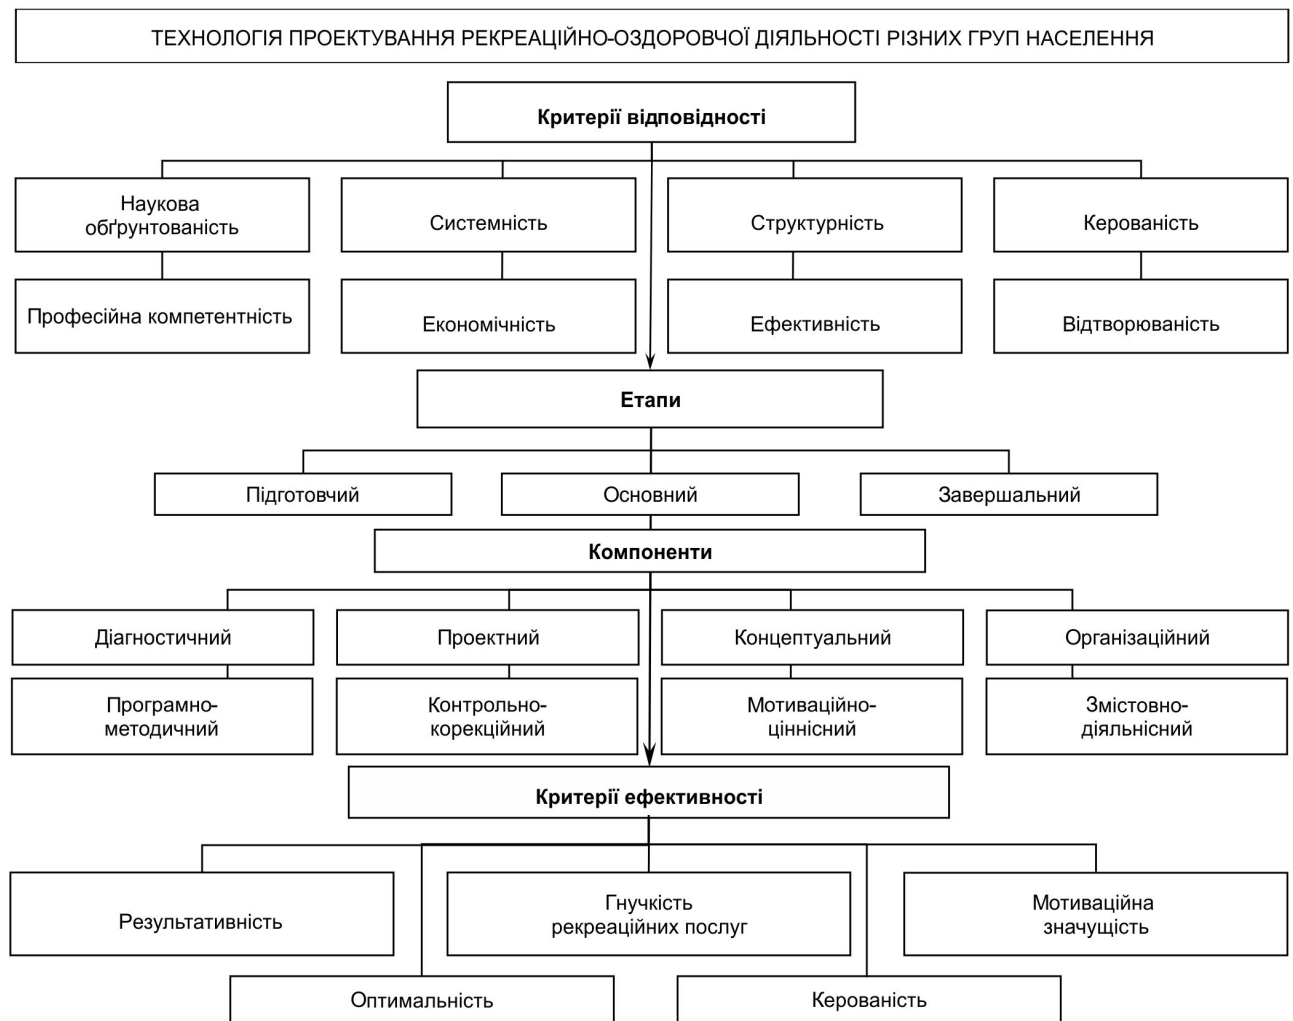 ТЕХНОЛОГІЯ ПРОЕКТУВАННЯ РЕКРЕАЦІЙНО-ОЗДОРОВЧОЇ ДІЯЛЬНОСТІ РІЗНИХ ГРУП НАСЕЛЕННЯ
Критерії відповідності
Наукова
обґрунтованість
Системність
Структурність
Керованість
Професійна компетентність
Економічність
Ефективність
Відтворюваність
Етапи
Підготовчий
Основний
Завершальний
Компоненти
Діагностичний
Проектний
Концептуальний
Організаційний
Програмно-
методичний
Контрольно-
корекційний
Мотиваційно-
ціннісний
Змістовно-
діяльнісний
Критерії ефективності
Результативність
Гнучкість
рекреаційних послуг
Мотиваційна
значущість
Оптимальність
Керованість